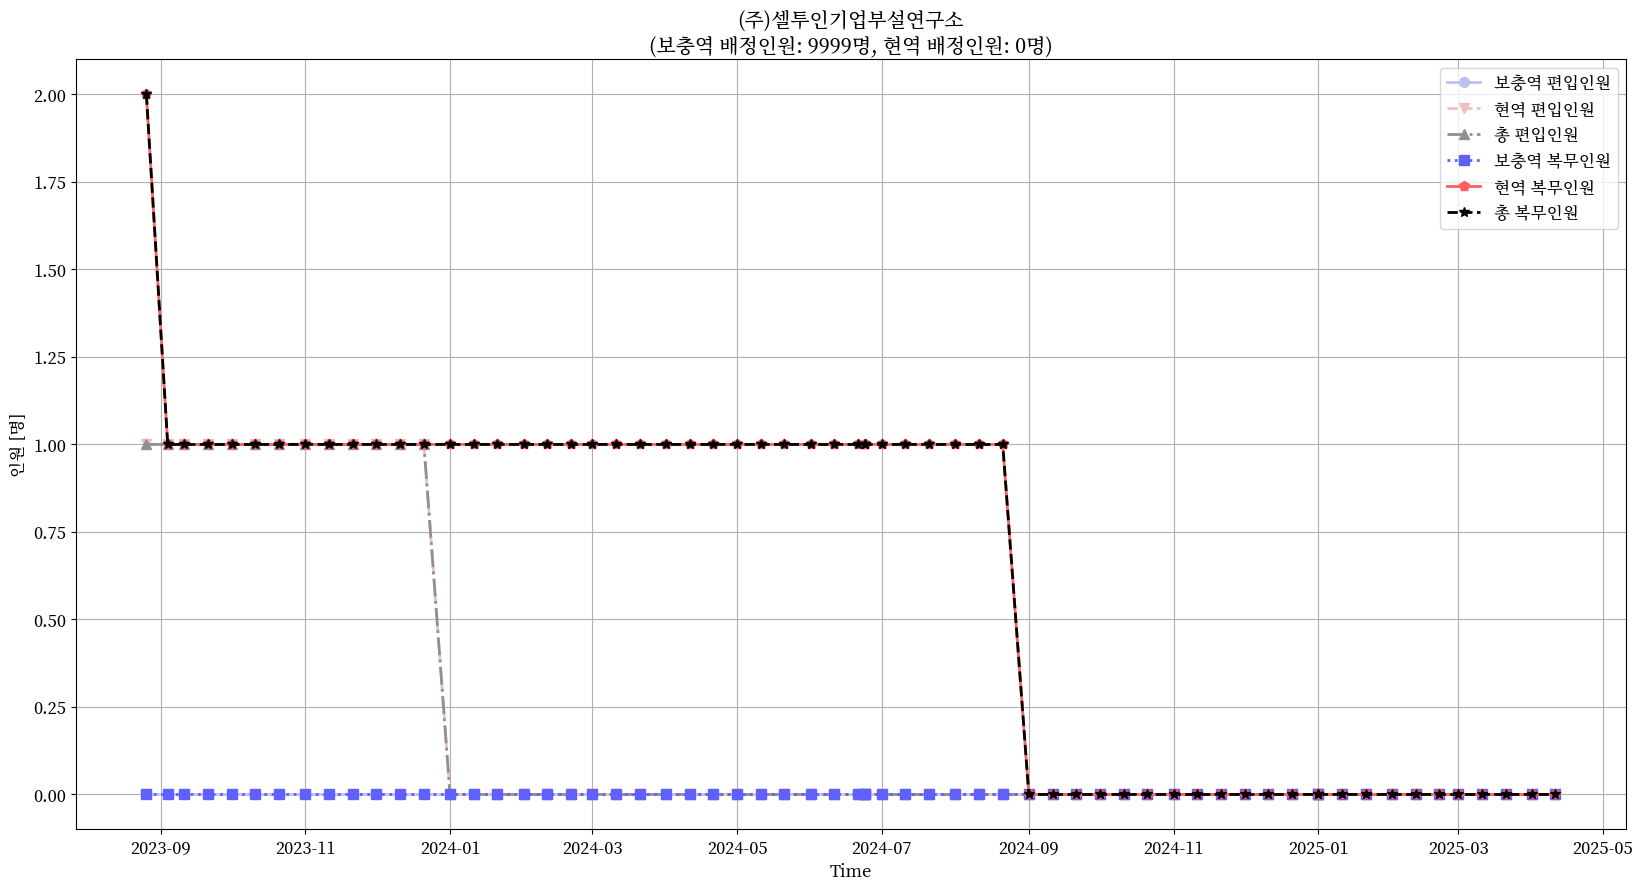 (주)셀투인기업부설연구소
(보충역 배정인원: 9999명, 현역 배정인원: 0명)
보충역 편입인원
현역 편입인원
총 편입인원
보충역 복무인원
현역 복무인원
총 복무인원
인원 [명]
2.00
1.75
1.50
1.25
1.00
0.75
0.50
0.25
0.00
2023-09
2023-11
2024-01
2024-03
2024-05
2024-07
2024-09
2024-11
2025-01
2025-03
2025-05
Time